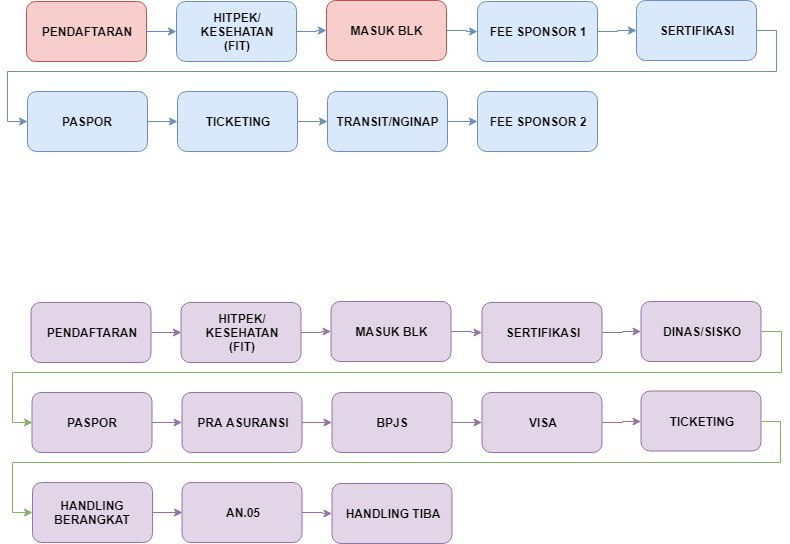 PENDAFTARAN
HITPEK/
KESEHATAN
(FIT)
MASUK BLK
FEE SPONSOR 1
SERTIFIKASI
PASPOR
TICKETING
TRANSIT/NGINAP
FEE SPONSOR 2
PENDAFTARAN
HITPEK/
KESEHATAN
(FIT)
MASUK BLK
SERTIFIKASI
DINAS/SISKO
PASPOR
PRA ASURANSI
BPJS
VISA
TICKETING
HANDLING
BERANGKAT
AN.05
HANDLING TIBA